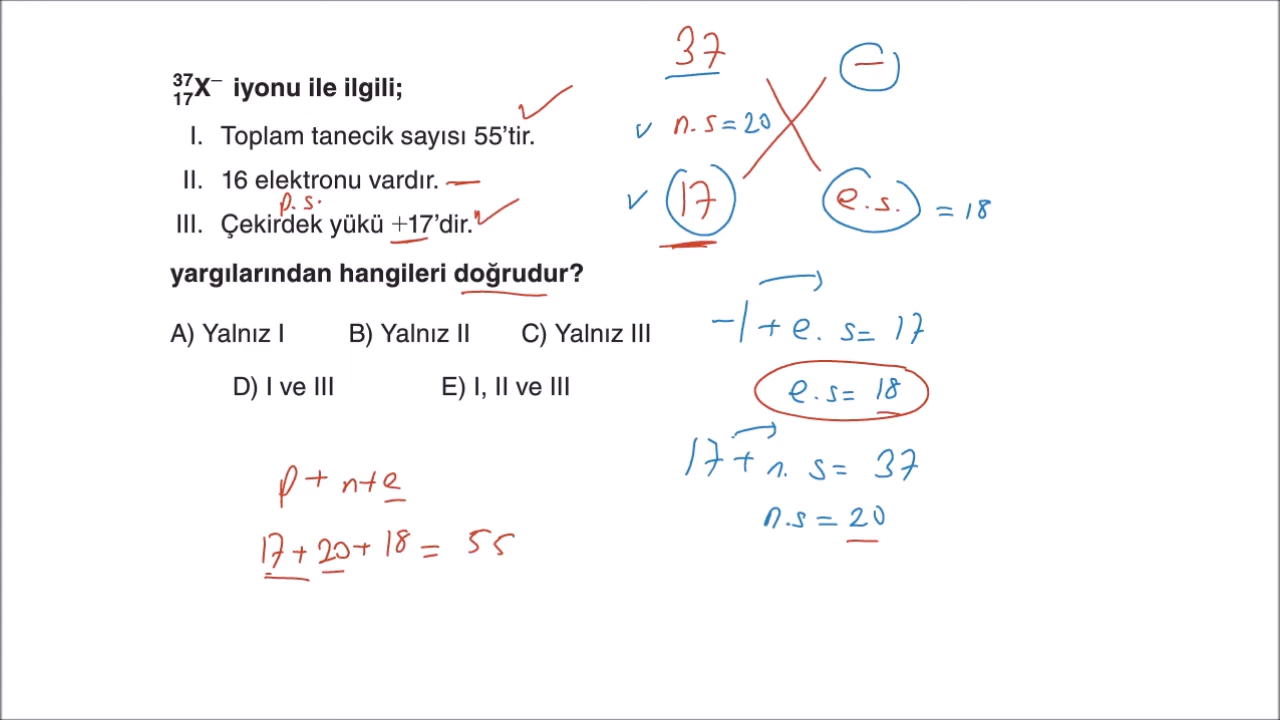 ³⁷₁₇X⁻ iyonu ile ilgili;
I. Toplam tanecik sayısı 55'tir.
II. 16 elektronu vardır.
p.s.
III. Çekirdek yükü +17'dir.
yargılarından hangileri doğrudur?
A) Yalnız I B) Yalnız II C) Yalnız III
D) I ve III E) I, II ve III
p + n + e
17 + 20 + 18 = 55
37 −
n.s = 20
17 e.s. = 18
-1 + e.s = 17
e.s = 18
17 + n.s = 37
n.s = 20